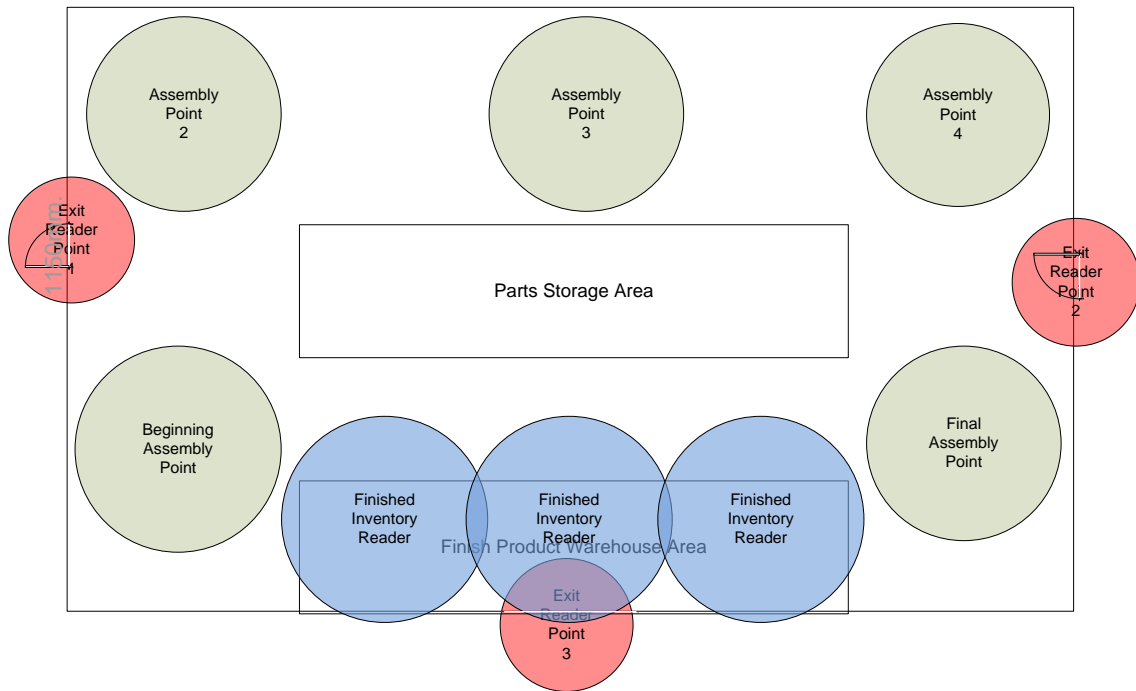 Assembly
Point
2
Assembly
Point
3
Assembly
Point
4
Exit
Reader
Point
1
1150mm.
Exit
Reader
Point
2
Parts Storage Area
Beginning
Assembly
Point
Final
Assembly
Point
Finished
Inventory
Reader
Finished
Inventory
Reader
Finished
Inventory
Reader
Finish Product Warehouse Area
Exit
Reader
Point
3